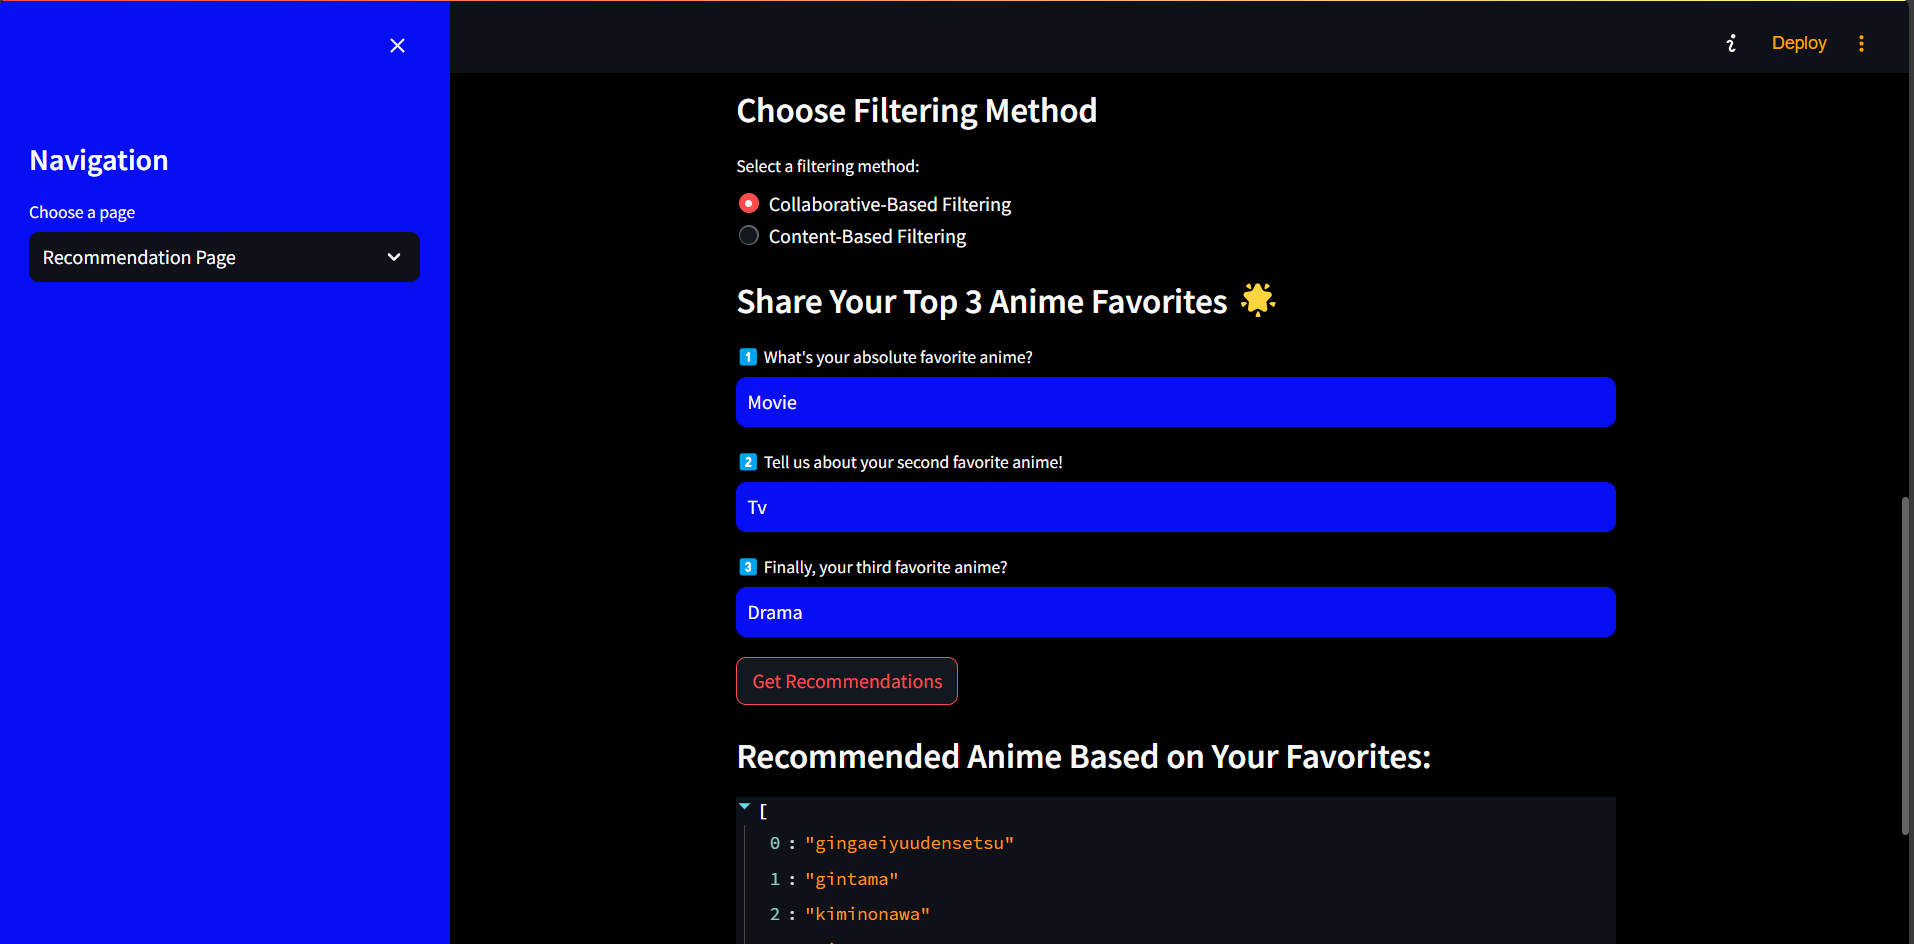 Deploy
Navigation
Choose a page
Recommendation Page
Choose Filtering Method
Select a filtering method:
Collaborative-Based Filtering
Content-Based Filtering
Share Your Top 3 Anime Favorites 🌟
1️⃣ What's your absolute favorite anime?
Movie
2️⃣ Tell us about your second favorite anime!
Tv
3️⃣ Finally, your third favorite anime?
Drama
Get Recommendations
Recommended Anime Based on Your Favorites:
[
0 : "gingaeiyuudensetsu"
1 : "gintama"
2 : "kiminonawa"